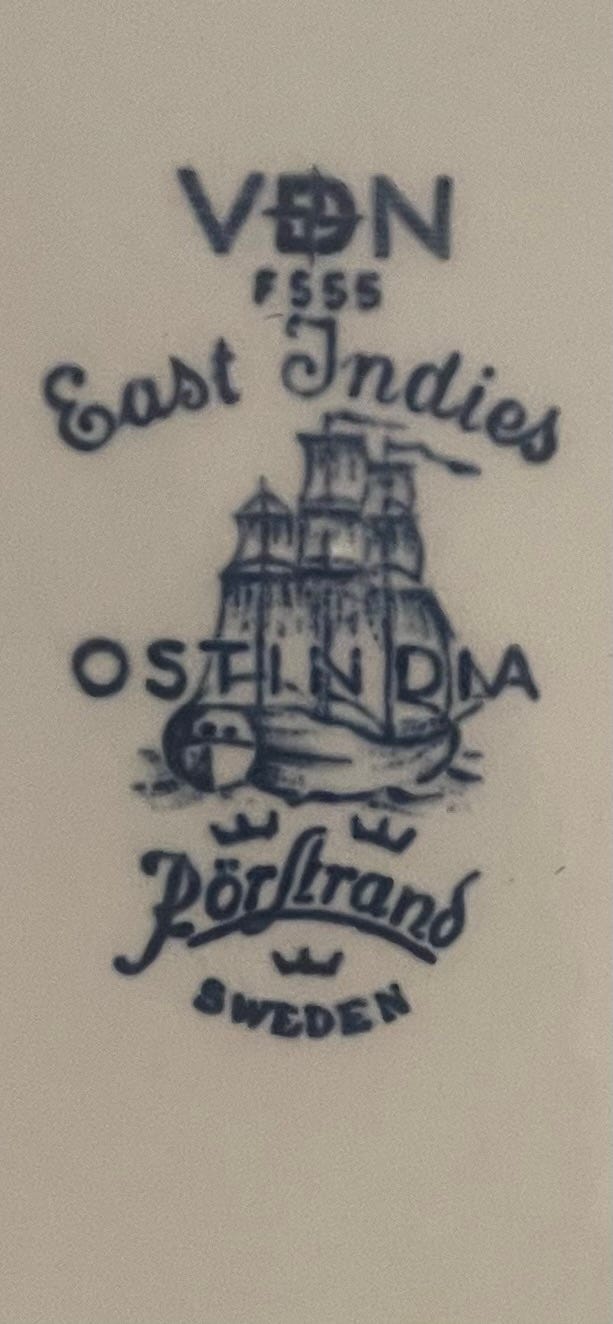 VDN
F555
East Indies
OSTINDIA
Rörstrand
SWEDEN